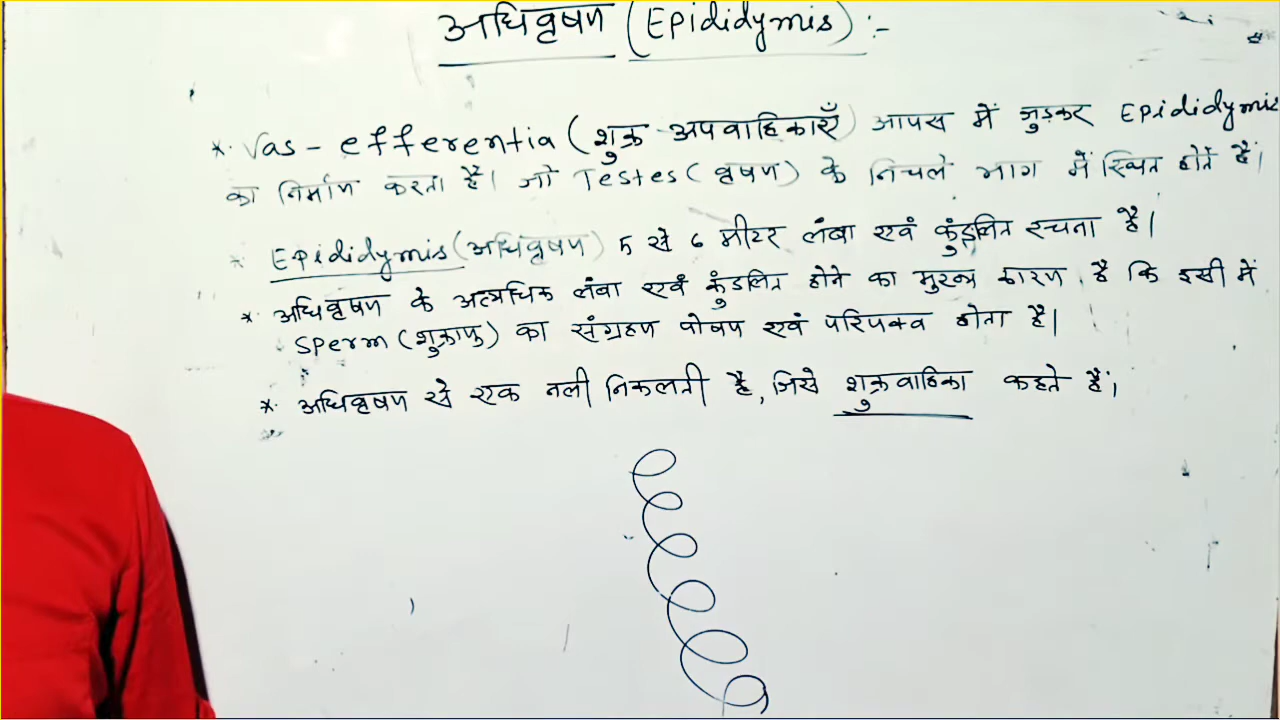 अधिवृषण (Epididymis) :-
* Vas - efferentia (शुक्र अपवाहिकाएँ) आपस में जुड़कर Epididymis
का निर्माण करता है। जो Testes (वृषण) के निचले भाग में स्थित होते हैं।
* Epididymis (अधिवृषण) 5 से 6 मीटर लंबा एवं कुंडलित रचना है।
* अधिवृषण के अत्यधिक लंबा एवं कुंडलित होने का मुख्य कारण है कि इसी में
Sperm (शुक्राणु) का संग्रहण पोषण एवं परिपक्व होता है।
* अधिवृषण से एक नली निकलती है, जिसे शुक्रवाहिका कहते हैं।